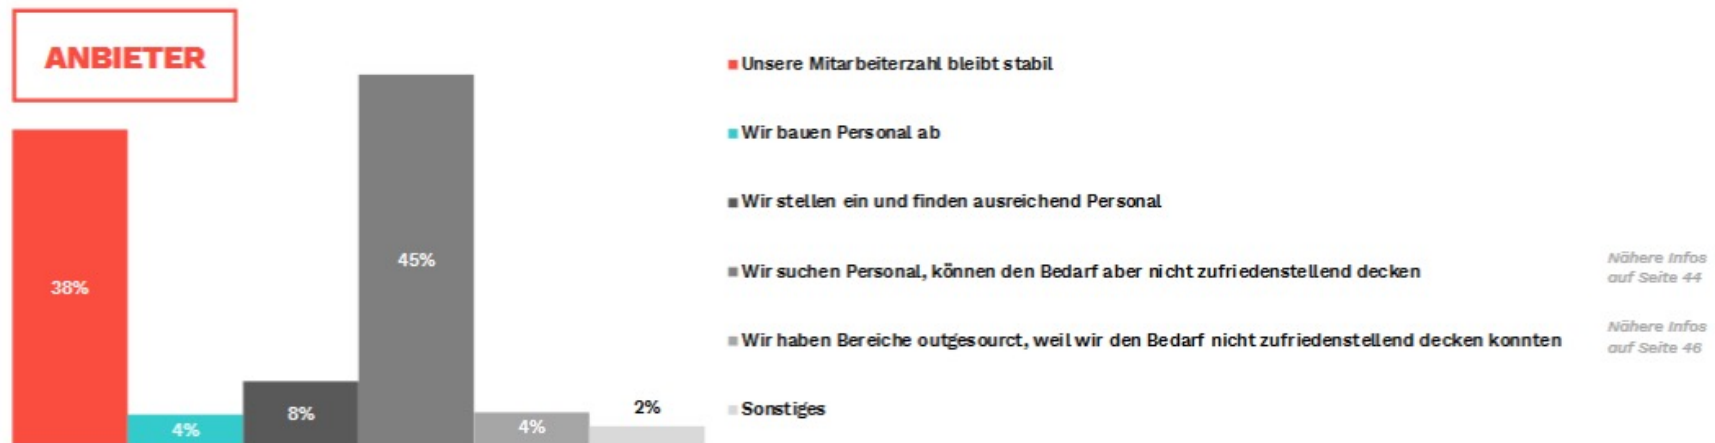 ANBIETER
38%
4%
8%
45%
4%
2%
Unsere Mitarbeiterzahl bleibt stabil
Wir bauen Personal ab
Wir stellen ein und finden ausreichend Personal
Wir suchen Personal, können den Bedarf aber nicht zufriedenstellend decken
Nähere Infos
auf Seite 44
Wir haben Bereiche outgesourct, weil wir den Bedarf nicht zufriedenstellend decken konnten
Nähere Infos
auf Seite 46
Sonstiges